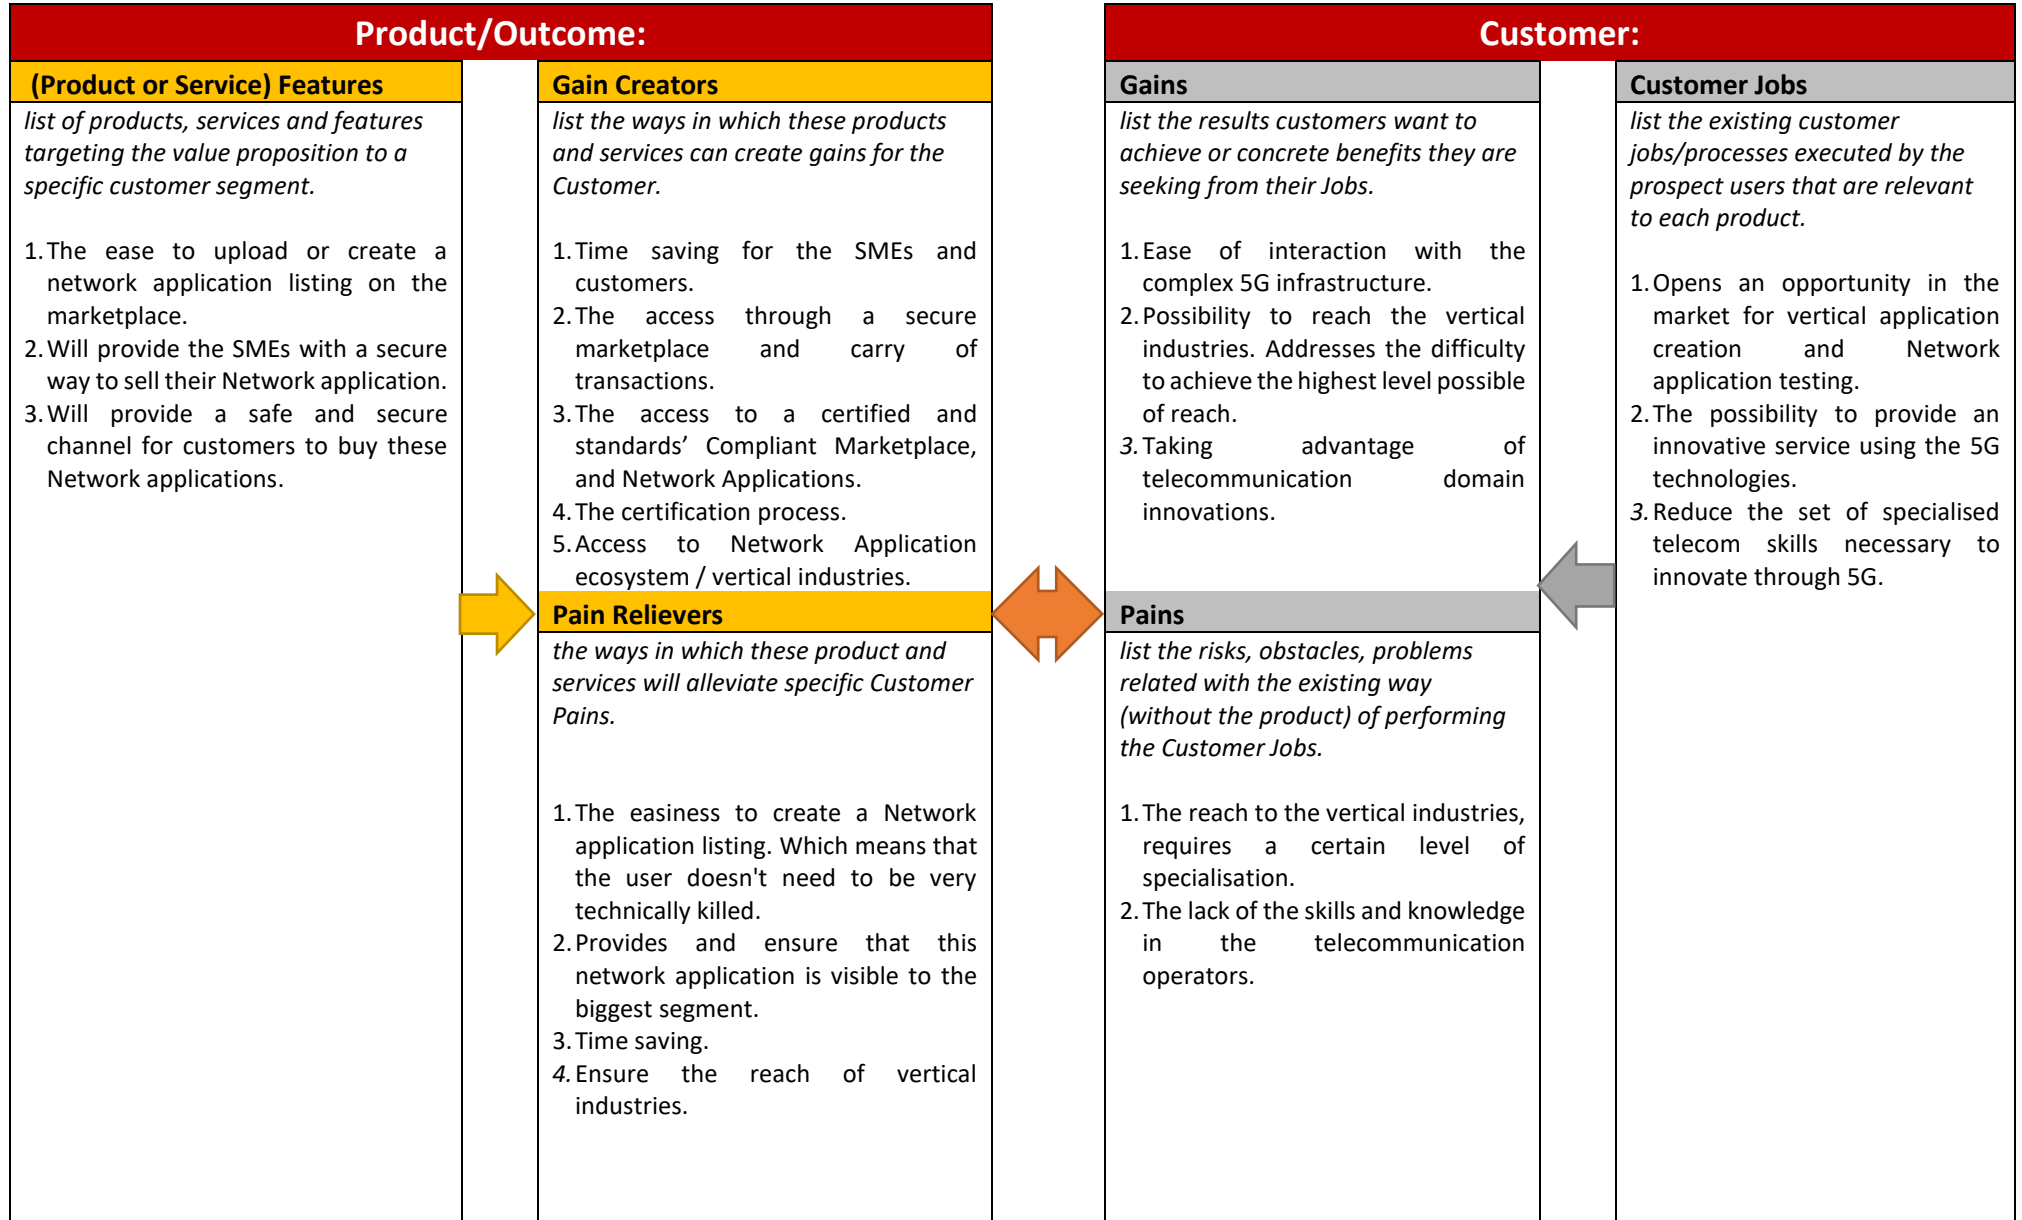 Product/Outcome:
(Product or Service) Features
list of products, services and features
targeting the value proposition to a
specific customer segment.
1. The ease to upload or create a
network application listing on the
marketplace.
2. Will provide the SMEs with a secure
way to sell their Network application.
3. Will provide a safe and secure
channel for customers to buy these
Network applications.
Gain Creators
list the ways in which these products
and services can create gains for the
Customer.
1. Time saving for the SMEs and
customers.
2. The access through a secure
marketplace and carry of
transactions.
3. The access to a certified and
standards’ Compliant Marketplace,
and Network Applications.
4. The certification process.
5. Access to Network Application
ecosystem / vertical industries.
Pain Relievers
the ways in which these product and
services will alleviate specific Customer
Pains.
1. The easiness to create a Network
application listing. Which means that
the user doesn't need to be very
technically killed.
2. Provides and ensure that this
network application is visible to the
biggest segment.
3. Time saving.
4. Ensure the reach of vertical
industries.
Customer:
Gains
list the results customers want to
achieve or concrete benefits they are
seeking from their Jobs.
1. Ease of interaction with the
complex 5G infrastructure.
2. Possibility to reach the vertical
industries. Addresses the difficulty
to achieve the highest level possible
of reach.
3. Taking advantage of
telecommunication domain
innovations.
Pains
list the risks, obstacles, problems
related with the existing way
(without the product) of performing
the Customer Jobs.
1. The reach to the vertical industries,
requires a certain level of
specialisation.
2. The lack of the skills and knowledge
in the telecommunication
operators.
Customer Jobs
list the existing customer
jobs/processes executed by the
prospect users that are relevant
to each product.
1. Opens an opportunity in the
market for vertical application
creation and Network
application testing.
2. The possibility to provide an
innovative service using the 5G
technologies.
3. Reduce the set of specialised
telecom skills necessary to
innovate through 5G.